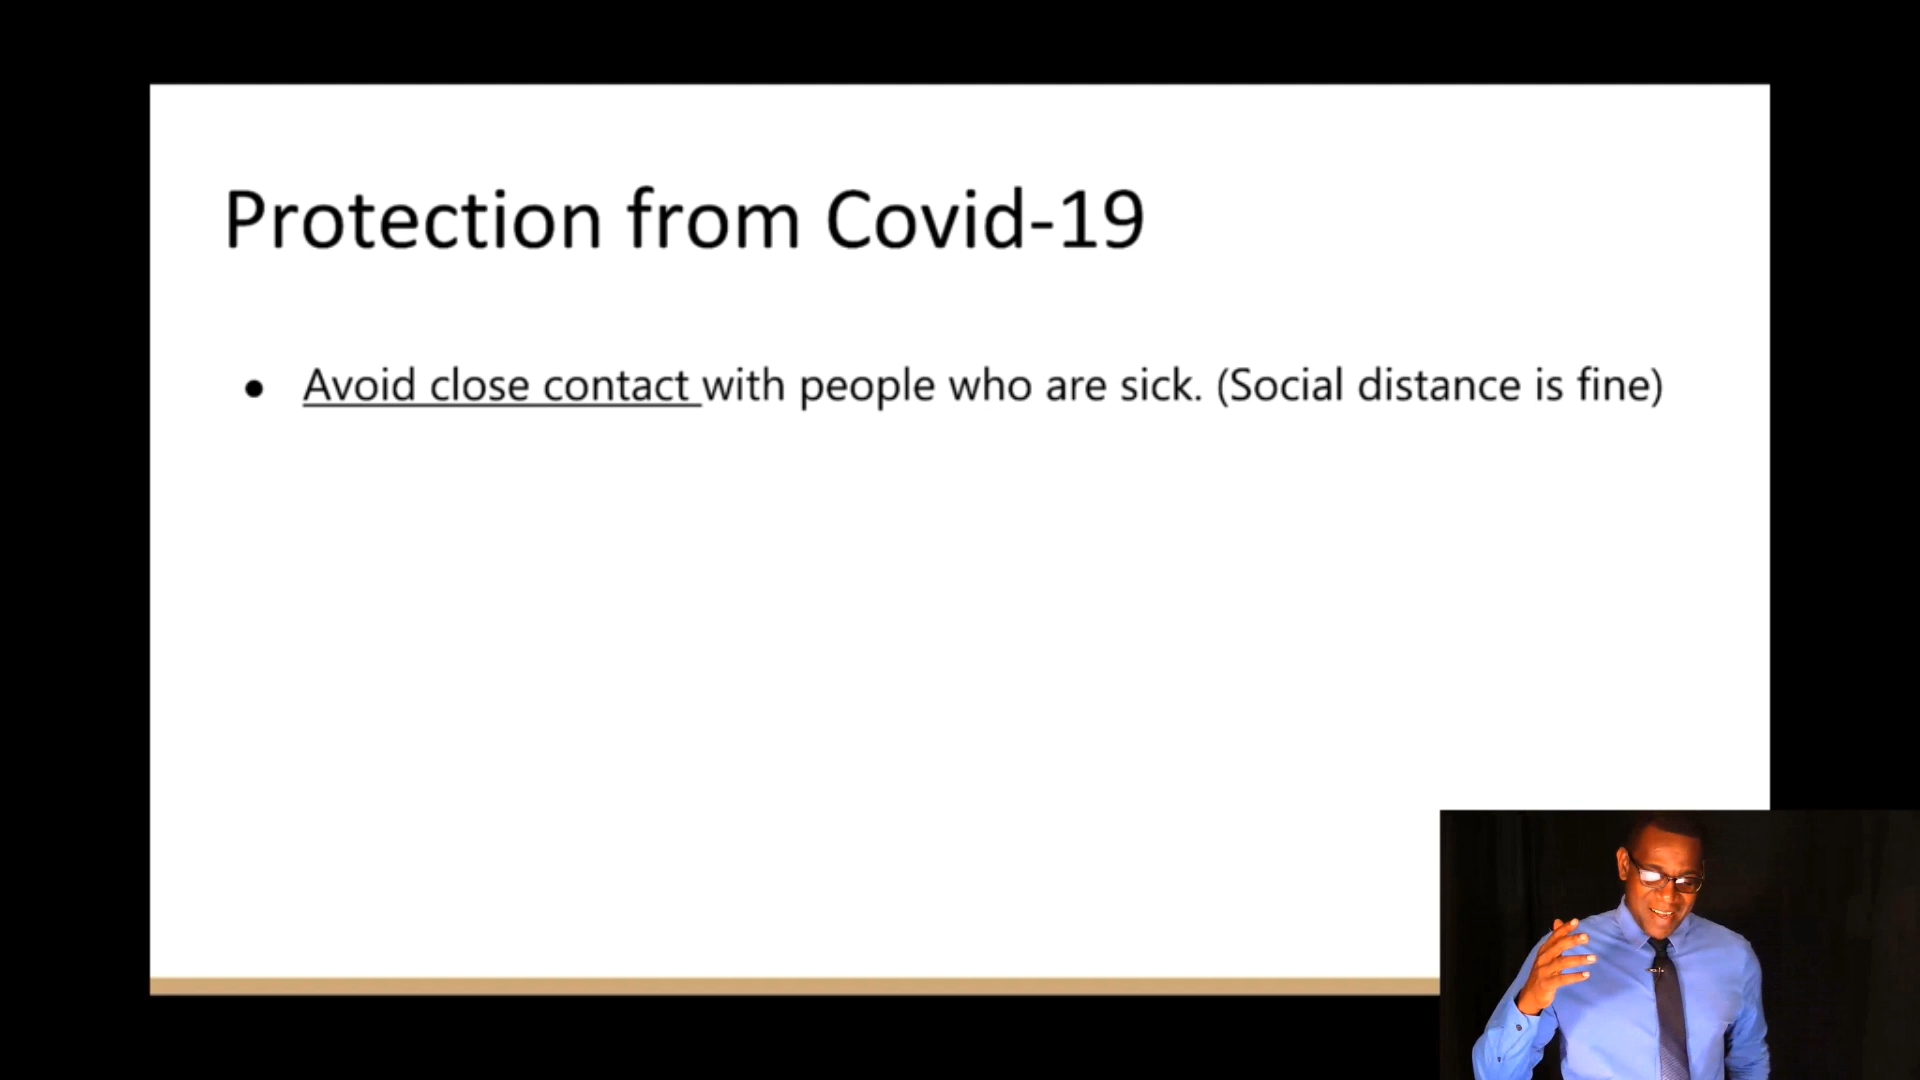 Protection from Covid-19
● Avoid close contact with people who are sick. (Social distance is fine)